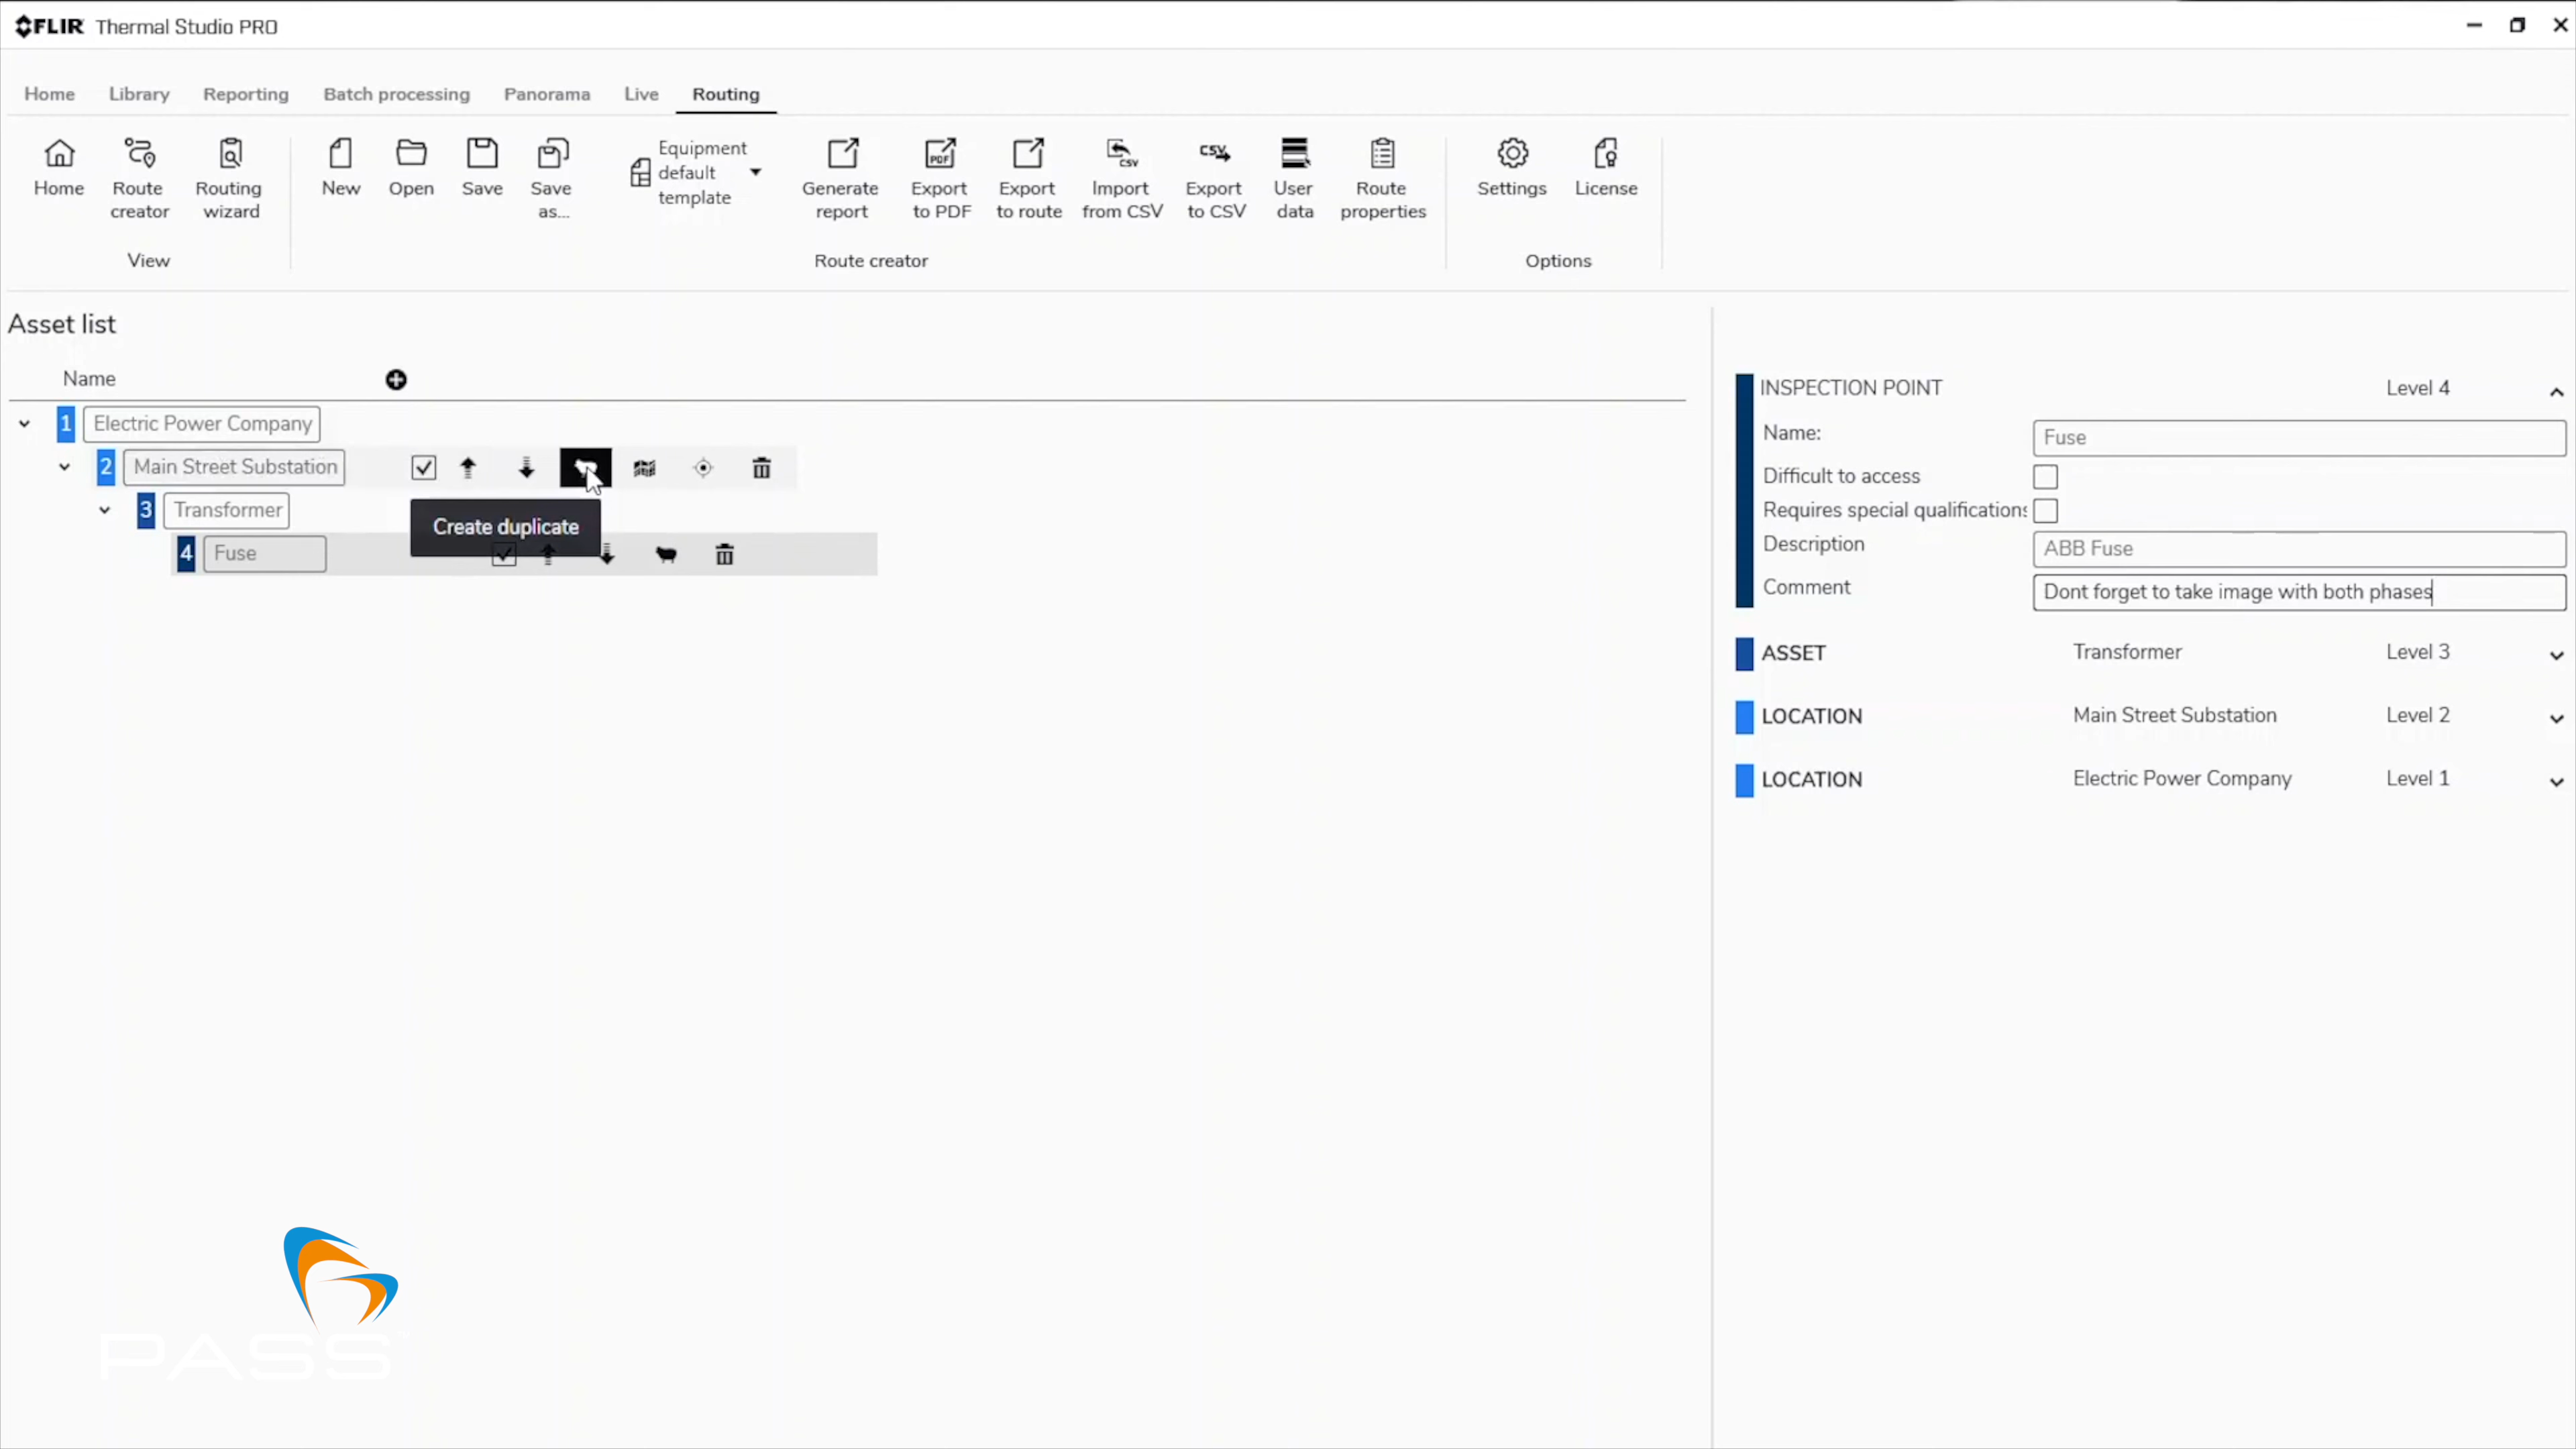 FLIR Thermal Studio PRO
Home Library Reporting Batch processing Panorama Live Routing
Home
Route creator
Routing wizard
View
New
Open
Save
Save as...
Equipment default template
Generate report
PDF
Export to PDF
Export to route
CSV
Import from CSV
CSV
Export to CSV
User data
Route properties
Route creator
Settings
License
Options
Asset list
Name
1 Electric Power Company
2 Main Street Substation
3 Transformer
Create duplicate
4 Fuse
INSPECTION POINT Level 4
Name: Fuse
Difficult to access
Requires special qualifications
Description ABB Fuse
Comment Dont forget to take image with both phases
ASSET Transformer Level 3
LOCATION Main Street Substation Level 2
LOCATION Electric Power Company Level 1
PASS